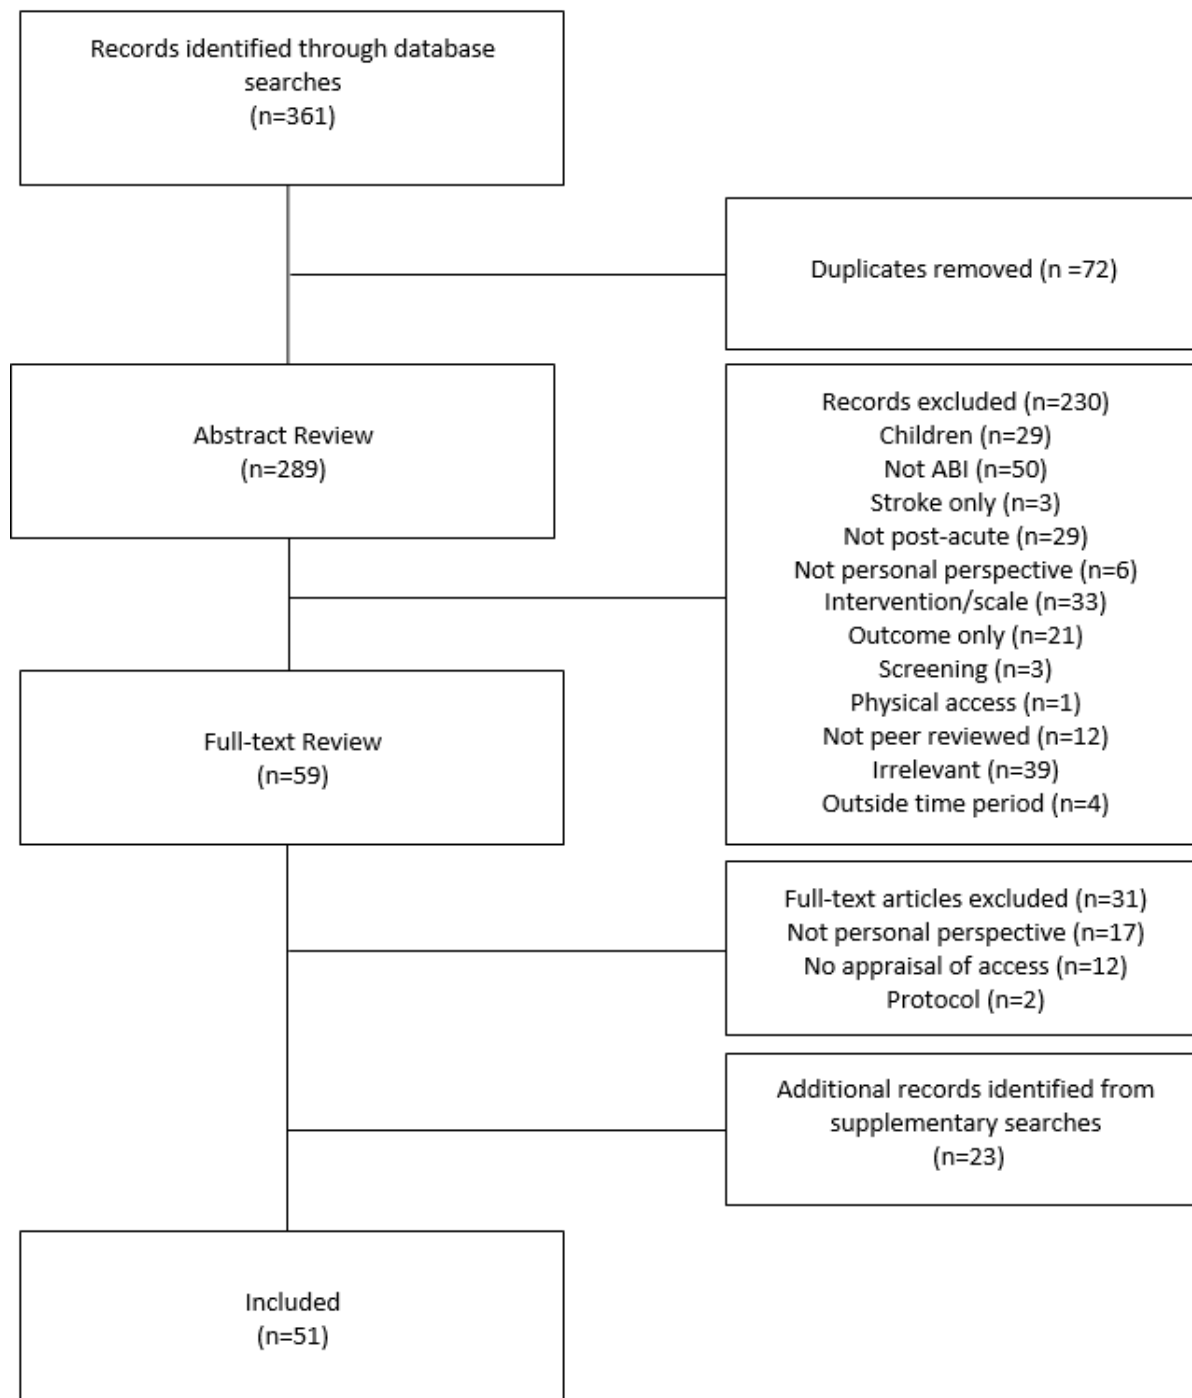 Records identified through database
searches
(n=361)
Duplicates removed (n =72)
Abstract Review
(n=289)
Records excluded (n=230)
Children (n=29)
Not ABI (n=50)
Stroke only (n=3)
Not post-acute (n=29)
Not personal perspective (n=6)
Intervention/scale (n=33)
Outcome only (n=21)
Screening (n=3)
Physical access (n=1)
Not peer reviewed (n=12)
Irrelevant (n=39)
Outside time period (n=4)
Full-text Review
(n=59)
Full-text articles excluded (n=31)
Not personal perspective (n=17)
No appraisal of access (n=12)
Protocol (n=2)
Additional records identified from
supplementary searches
(n=23)
Included
(n=51)